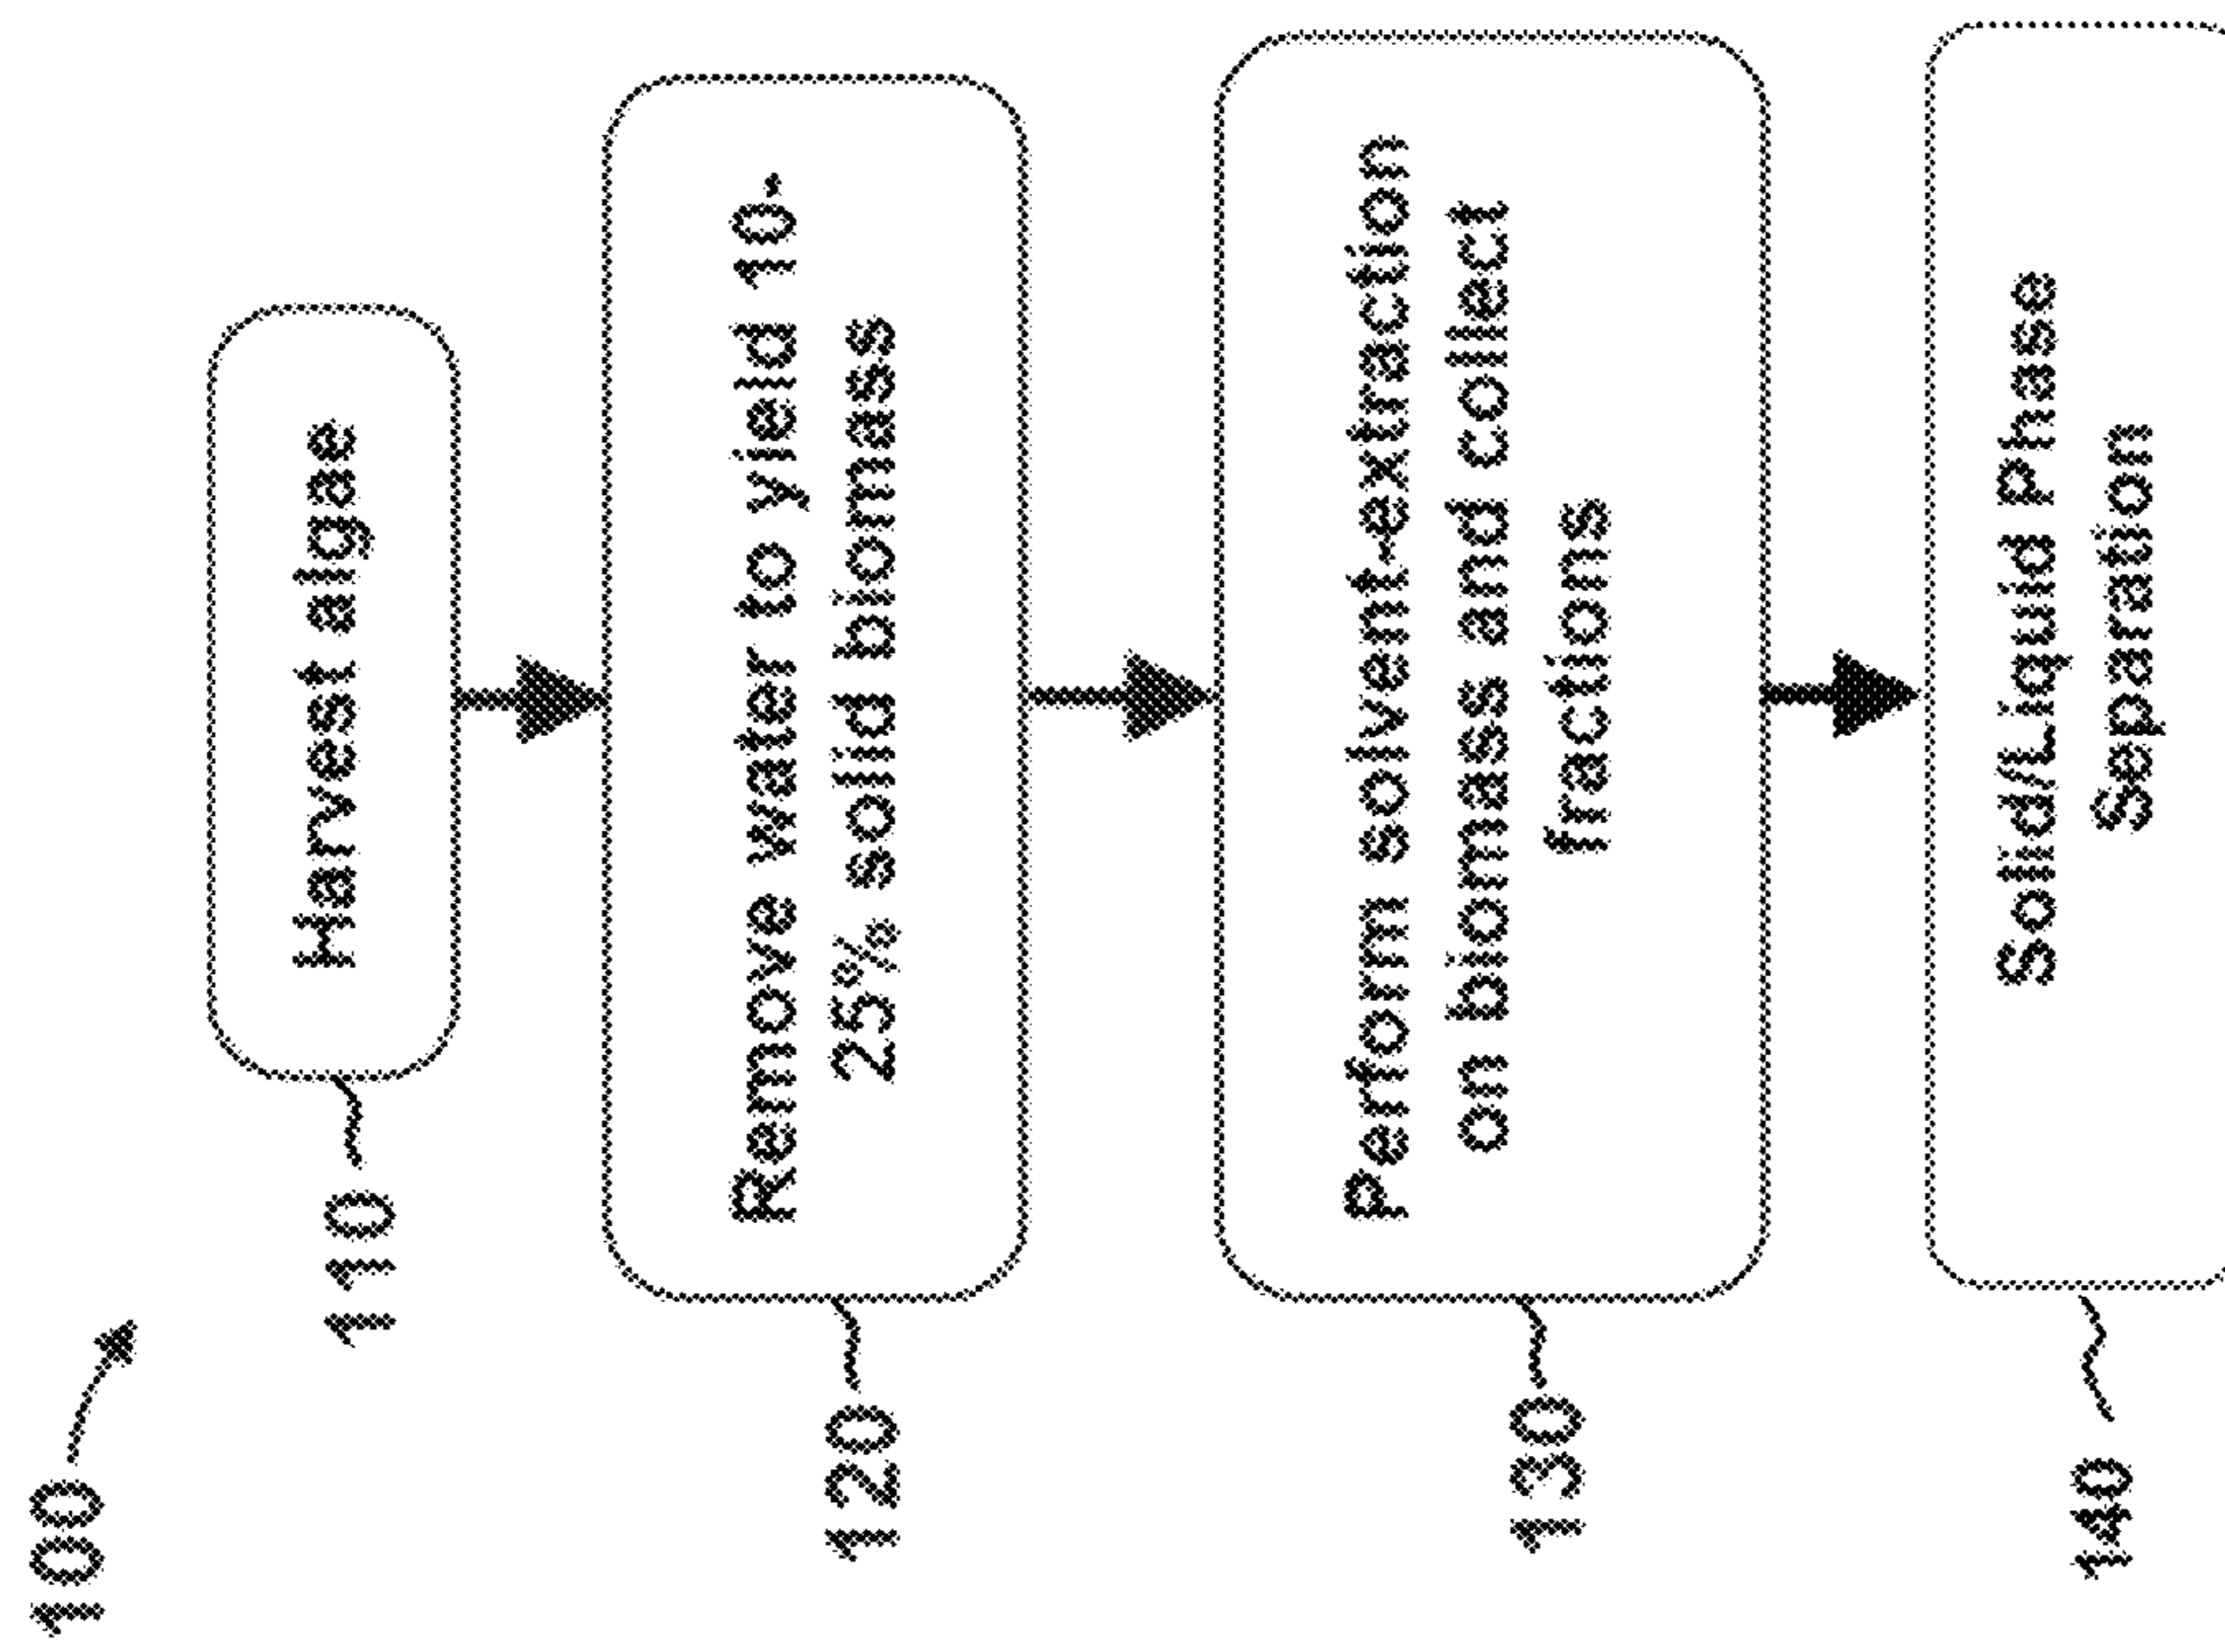 100
110
Harvest algae
120
Remove water to yield 10-
25% solid biomass
130
Perform solvent-extraction
on biomass and collect
fractions
140
Solid/Liquid Phase
Separation